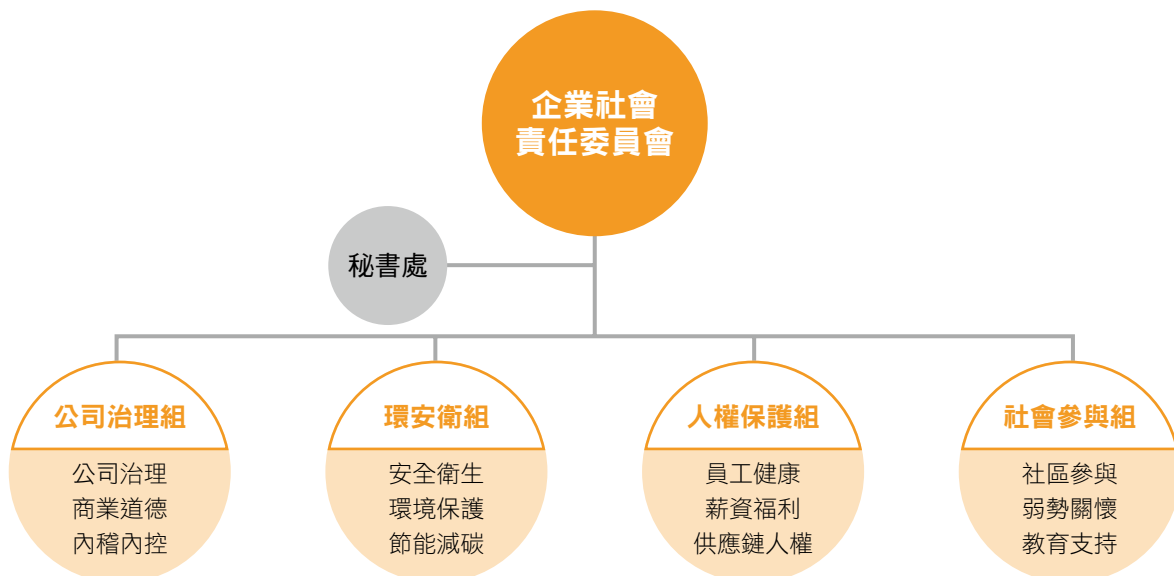 企業社會
責任委員會
秘書處
公司治理組
公司治理
商業道德
內稽內控
環安衛組
安全衛生
環境保護
節能減碳
人權保護組
員工健康
薪資福利
供應鏈人權
社會參與組
社區參與
弱勢關懷
教育支持